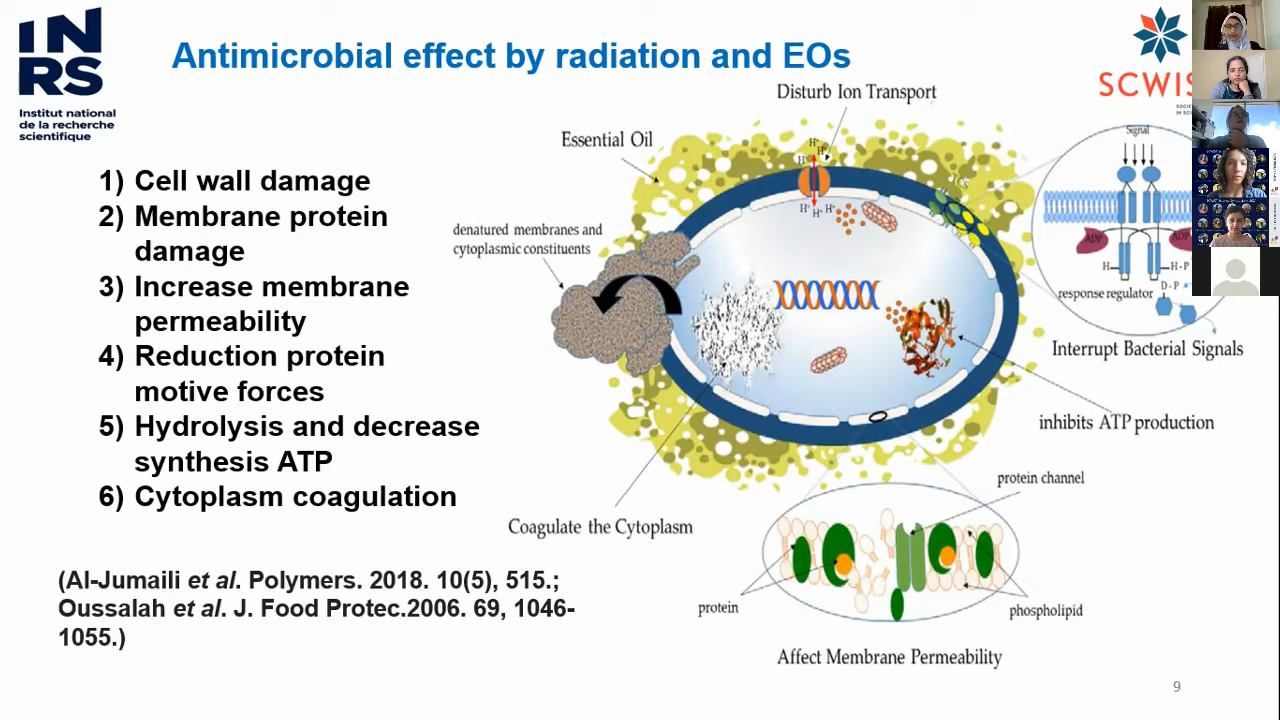 INRS
Institut national
de la recherche
scientifique
Antimicrobial effect by radiation and EOs
SCWIS
1) Cell wall damage
2) Membrane protein
damage
3) Increase membrane
permeability
4) Reduction protein
motive forces
5) Hydrolysis and decrease
synthesis ATP
6) Cytoplasm coagulation
(Al-Jumaili et al. Polymers. 2018. 10(5), 515.;
Oussalah et al. J. Food Protec.2006. 69, 1046-
1055.)
Disturb Ion Transport
Essential Oil
H⁺
H⁺
H
H⁺ H⁺ H⁺
denatured membranes and
cytoplasmic constituents
Signal
ADP
ADP
H
H-P
D-P
response regulator
Interrupt Bacterial Signals
inhibits ATP production
protein channel
Coagulate the Cytoplasm
protein
phospholipid
Affect Membrane Permeability
9